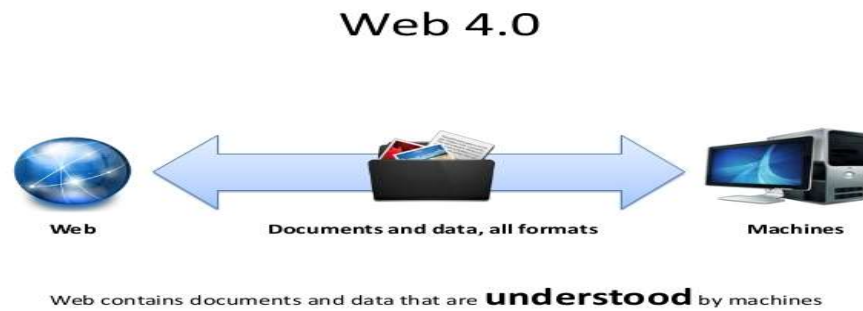 Web 4.0
Web
Documents and data, all formats
Machines
Web contains documents and data that are understood by machines